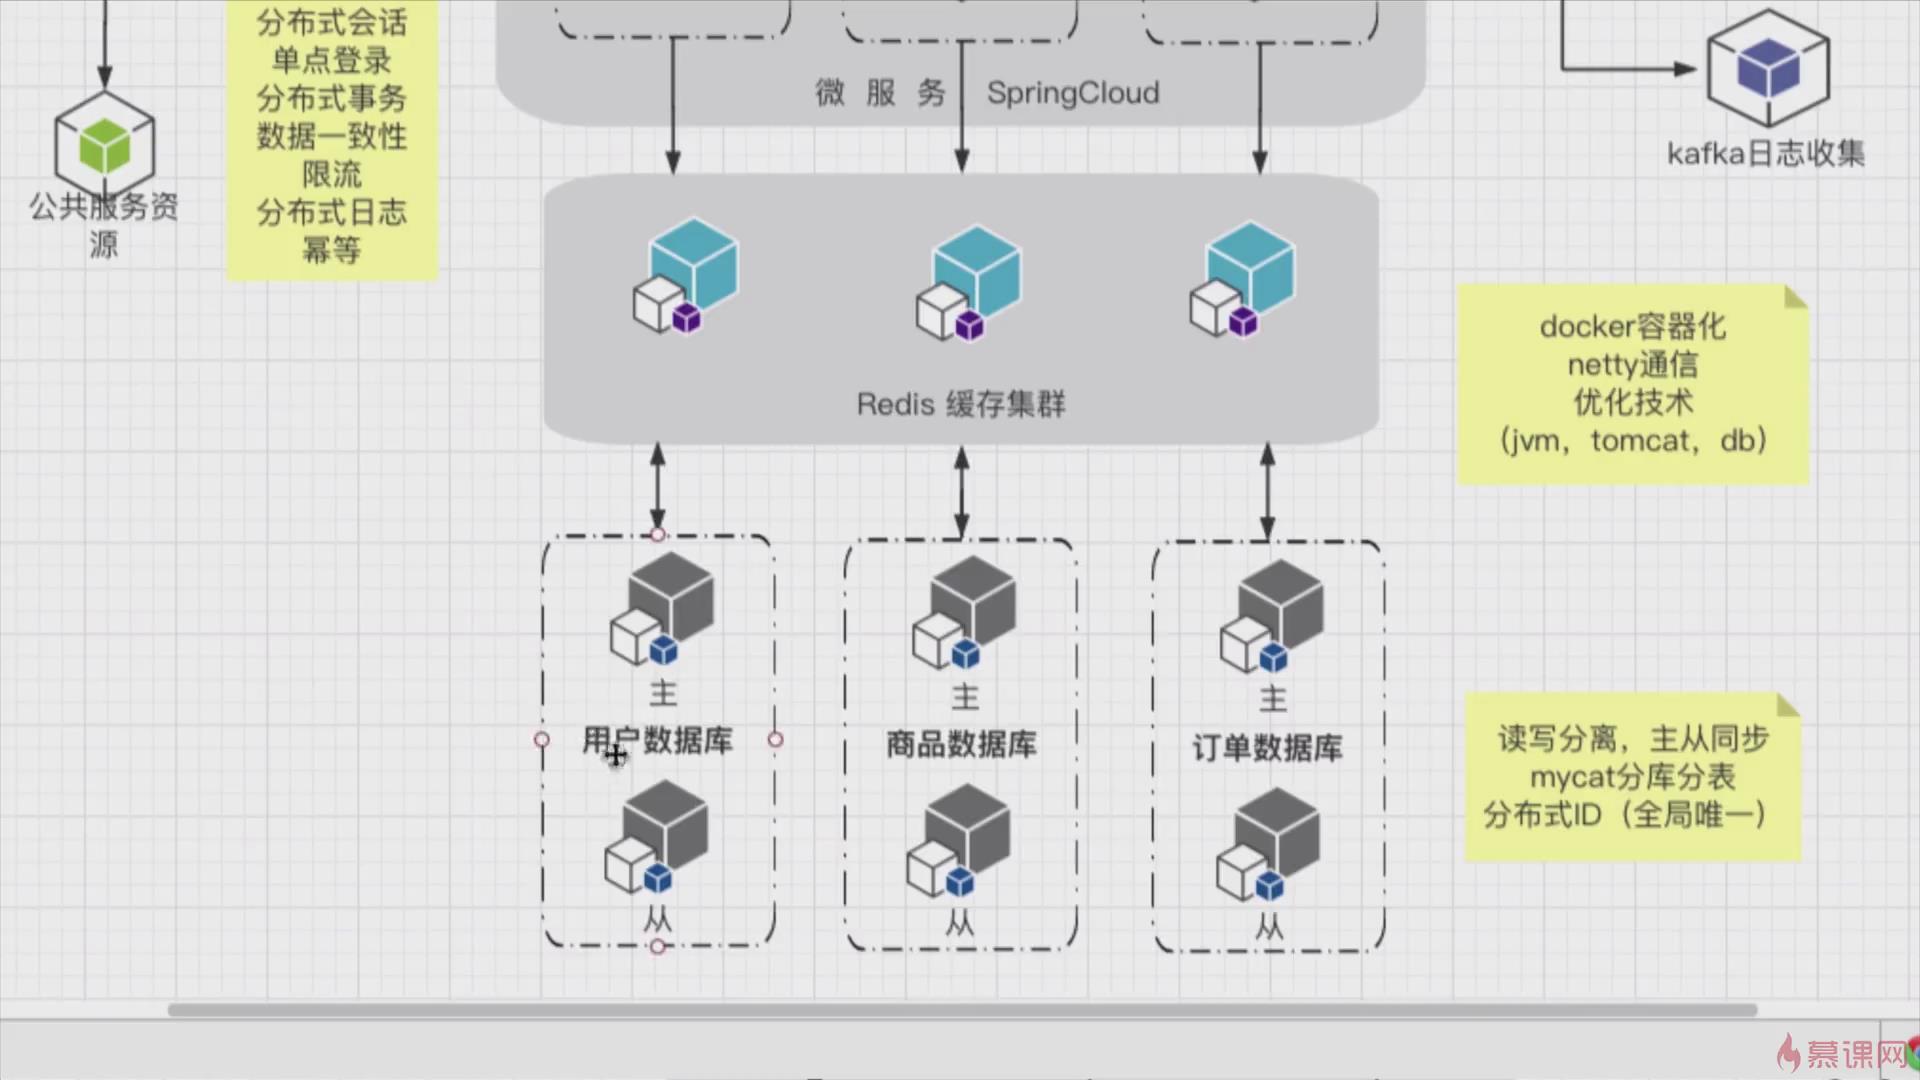 分布式会话
单点登录
分布式事务
数据一致性
限流
分布式日志
幂等
公共服务资
源
微 服 务 SpringCloud
kafka日志收集
Redis 缓存集群
docker容器化
netty通信
优化技术
（jvm，tomcat，db）
主
用户数据库
从
主
商品数据库
从
主
订单数据库
从
读写分离，主从同步
mycat分库分表
分布式ID（全局唯一）
慕课网